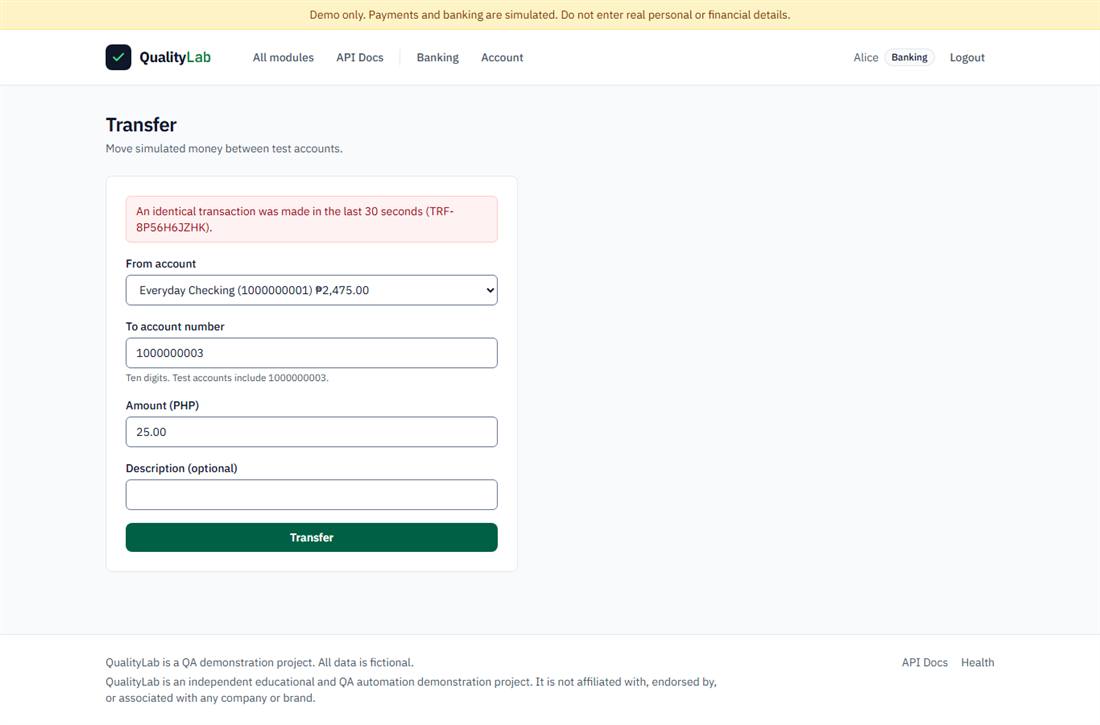 Demo only. Payments and banking are simulated. Do not enter real personal or financial details.
QualityLab
All modules
API Docs
Banking
Account
Alice
Banking
Logout
Transfer
Move simulated money between test accounts.
An identical transaction was made in the last 30 seconds (TRF-
8P56H6JZHK).
From account
Everyday Checking (1000000001) ₱2,475.00
To account number
1000000003
Ten digits. Test accounts include 1000000003.
Amount (PHP)
25.00
Description (optional)
Transfer
QualityLab is a QA demonstration project. All data is fictional.
API Docs
Health
QualityLab is an independent educational and QA automation demonstration project. It is not affiliated with, endorsed by,
or associated with any company or brand.